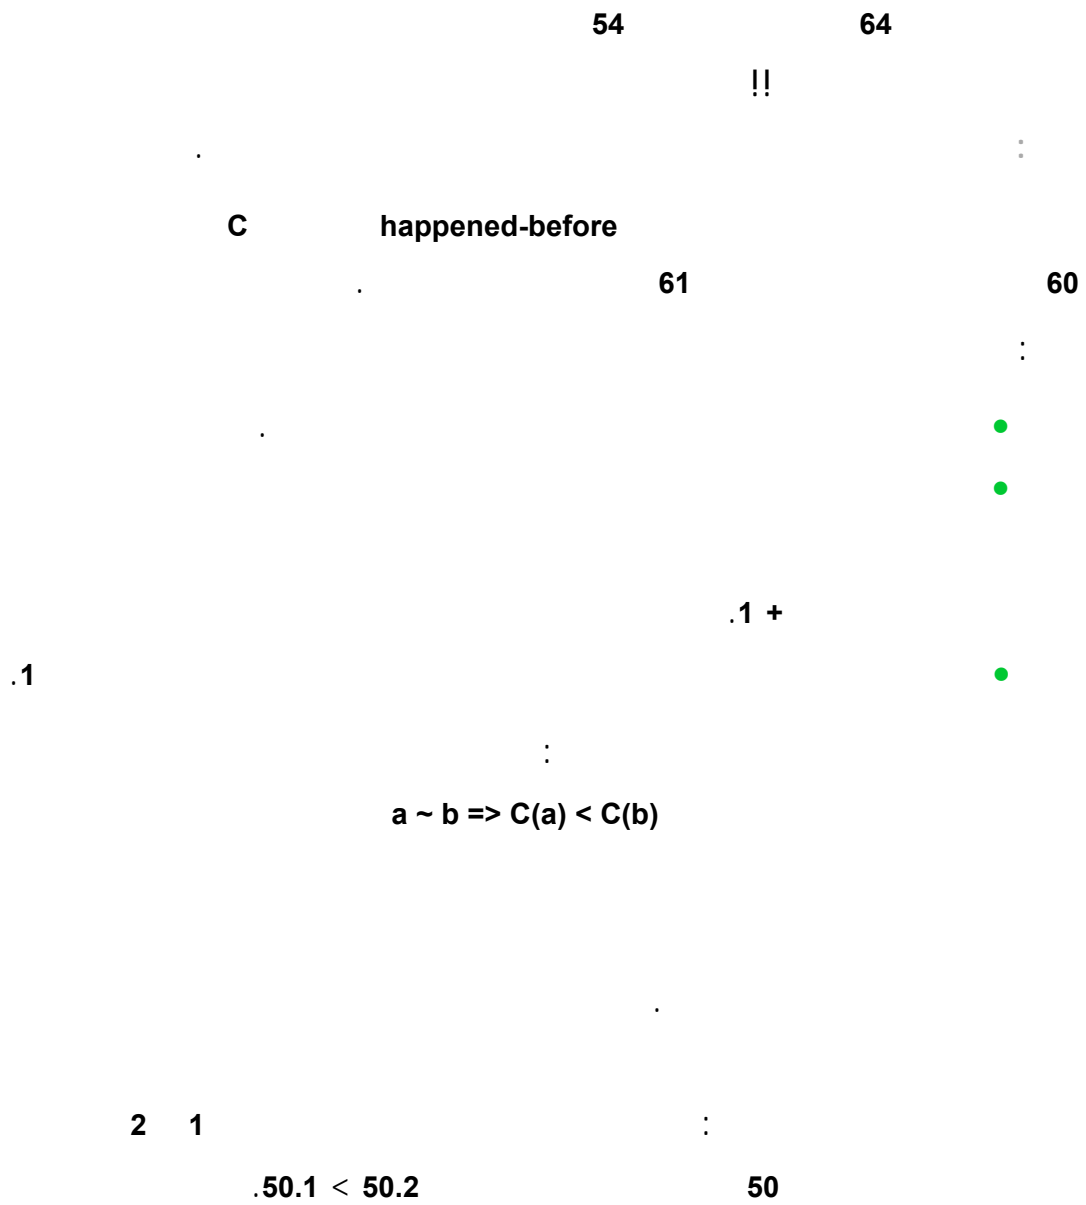 64 54
!!
: .
happened-before C
60 61 .
:
• .
•
+ 1.
• 1.
:
a ~ b => C(a) < C(b)
.
: 1 2
50 50.1 < 50.2.